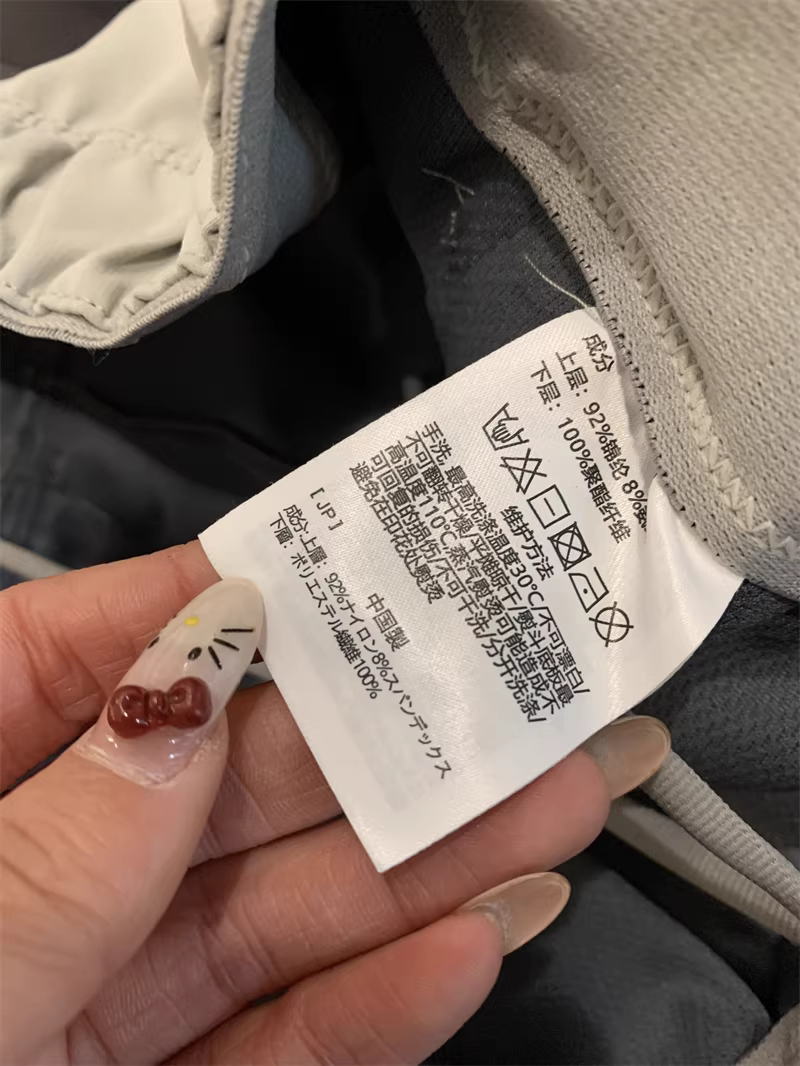 成分
上层：92%锦纶 8%氨
下层：100%聚酯纤维
维护方法
手洗, 最高洗涤温度30°C/不可漂白/
不可翻转干燥/平摊晾干/熨斗底板最
高温度110°C蒸汽熨烫可能造成不
可回复的损伤/不可干洗/分开洗涤/
避免在印花处熨烫
[JP]
中国製
成分:上層：92%ナイロン8%スパンデックス
下層：ポリエステル繊維100%